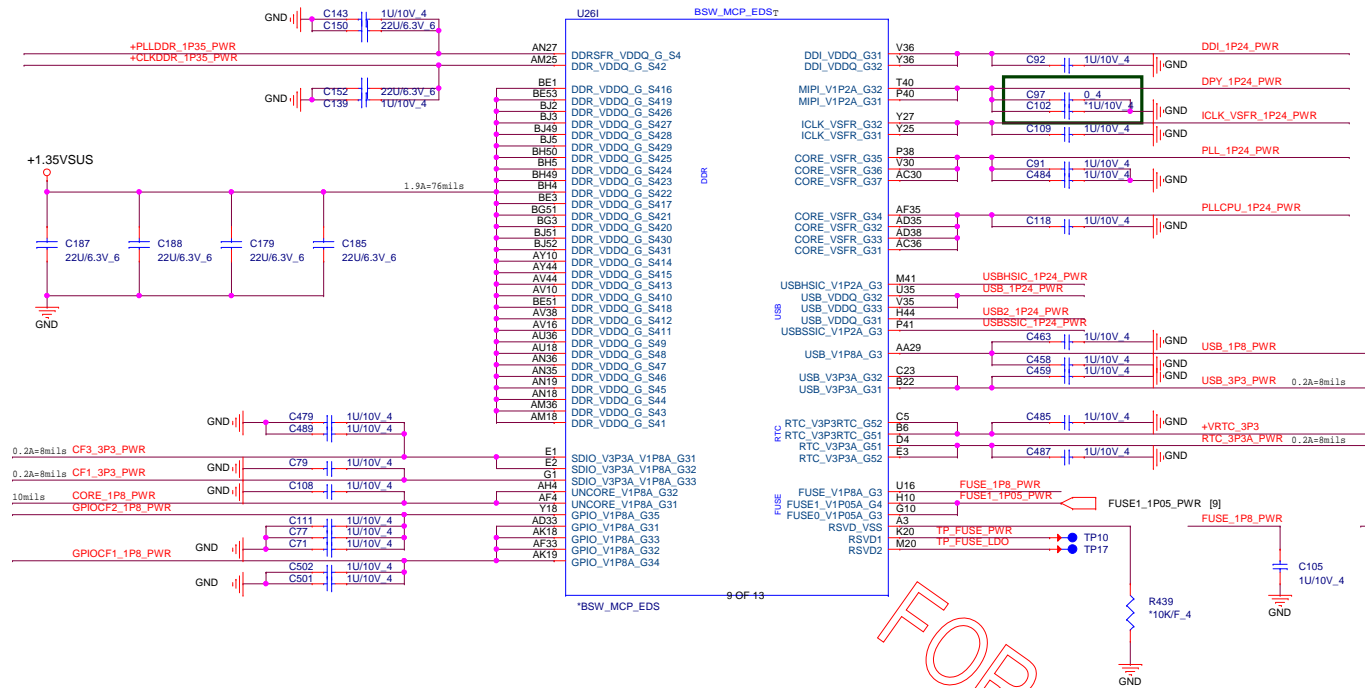 U26I
BSW_MCP_EDS
GND
C143
1U/10V_4
C150
22U/6.3V_6
+PLLDDR_1P35_PWR
+CLKDDR_1P35_PWR
GND
C152
22U/6.3V_6
C139
1U/10V_4
+1.35VSUS
1.9A=76mils
C187
22U/6.3V_6
C188
22U/6.3V_6
C179
22U/6.3V_6
C185
22U/6.3V_6
GND
GND
C479
1U/10V_4
C489
1U/10V_4
0.2A=8mils CF3_3P3_PWR
GND
C79
1U/10V_4
0.2A=8mils CF1_3P3_PWR
GND
C108
1U/10V_4
10mils
CORE_1P8_PWR
GPIOCF2_1P8_PWR
C111
1U/10V_4
C77
1U/10V_4
GND
C71
1U/10V_4
GPIOCF1_1P8_PWR
C502
1U/10V_4
GND
C501
1U/10V_4
AN27 DDRSFR_VDDQ_G_S4
AM25 DDR_VDDQ_G_S42
BE1 DDR_VDDQ_G_S416
BE53 DDR_VDDQ_G_S419
BJ2 DDR_VDDQ_G_S426
BJ3 DDR_VDDQ_G_S427
BJ49 DDR_VDDQ_G_S428
BJ5 DDR_VDDQ_G_S429
BH50 DDR_VDDQ_G_S425
BH5 DDR_VDDQ_G_S424
BH49 DDR_VDDQ_G_S423
BH4 DDR_VDDQ_G_S422
BE3 DDR_VDDQ_G_S417
BG51 DDR_VDDQ_G_S421
BG3 DDR_VDDQ_G_S420
BJ51 DDR_VDDQ_G_S430
BJ52 DDR_VDDQ_G_S431
AY10 DDR_VDDQ_G_S414
AY44 DDR_VDDQ_G_S415
AV44 DDR_VDDQ_G_S413
AV10 DDR_VDDQ_G_S410
BE51 DDR_VDDQ_G_S418
AV38 DDR_VDDQ_G_S412
AV16 DDR_VDDQ_G_S411
AU36 DDR_VDDQ_G_S49
AU18 DDR_VDDQ_G_S48
AN36 DDR_VDDQ_G_S47
AN35 DDR_VDDQ_G_S46
AN19 DDR_VDDQ_G_S45
AN18 DDR_VDDQ_G_S44
AM36 DDR_VDDQ_G_S43
AM18 DDR_VDDQ_G_S41
E1 SDIO_V3P3A_V1P8A_G31
E2 SDIO_V3P3A_V1P8A_G32
G1 SDIO_V3P3A_V1P8A_G33
AH4 UNCORE_V1P8A_G32
AF4 UNCORE_V1P8A_G31
Y18 GPIO_V1P8A_G35
AD33 GPIO_V1P8A_G31
AK18 GPIO_V1P8A_G33
AF33 GPIO_V1P8A_G32
AK19 GPIO_V1P8A_G34
DDR
USB
RTC
FUSE
DDI_VDDQ_G31 V36
DDI_VDDQ_G32 Y36
MIPI_V1P2A_G32 T40
MIPI_V1P2A_G31 P40
ICLK_VSFR_G32 Y27
ICLK_VSFR_G31 Y25
CORE_VSFR_G35 P38
CORE_VSFR_G36 V30
CORE_VSFR_G37 AC30
CORE_VSFR_G34 AF35
CORE_VSFR_G32 AD35
CORE_VSFR_G33 AD38
CORE_VSFR_G31 AC36
USBHSIC_V1P2A_G3 M41
USB_VDDQ_G32 U35
USB_VDDQ_G33 V35
USB_VDDQ_G31 H44
USBSSIC_V1P2A_G3 P41
USB_V1P8A_G3 AA29
USB_V3P3A_G32 C23
USB_V3P3A_G31 B22
RTC_V3P3RTC_G52 C5
RTC_V3P3RTC_G51 B6
RTC_V3P3A_G51 D4
RTC_V3P3A_G52 E3
FUSE_V1P8A_G3 U16
FUSE1_V1P05A_G4 H10
FUSE0_V1P05A_G3 G10
RSVD_VSS A3
RSVD1 K20
RSVD2 M20
DDI_1P24_PWR
C92
1U/10V_4
GND
DPY_1P24_PWR
C97
0_4
C102
*1U/10V_4
GND
ICLK_VSFR_1P24_PWR
C109
1U/10V_4
GND
PLL_1P24_PWR
C91
1U/10V_4
C484
1U/10V_4
GND
PLLCPU_1P24_PWR
C118
1U/10V_4
GND
USBHSIC_1P24_PWR
USB_1P24_PWR
USB2_1P24_PWR
USBSSIC_1P24_PWR
C463
1U/10V_4
GND
USB_1P8_PWR
C458
1U/10V_4
GND
C459
1U/10V_4
GND
USB_3P3_PWR
0.2A=8mils
C485
1U/10V_4
GND
+VRTC_3P3
RTC_3P3A_PWR 0.2A=8mils
C487
1U/10V_4
GND
FUSE_1P8_PWR
FUSE1_1P05_PWR
FUSE1_1P05_PWR [9]
TP_FUSE_PWR
TP10
TP_FUSE_LDO
TP17
FUSE_1P8_PWR
C105
1U/10V_4
GND
R439
*10K/F_4
GND
*BSW_MCP_EDS
9 OF 13
FOR